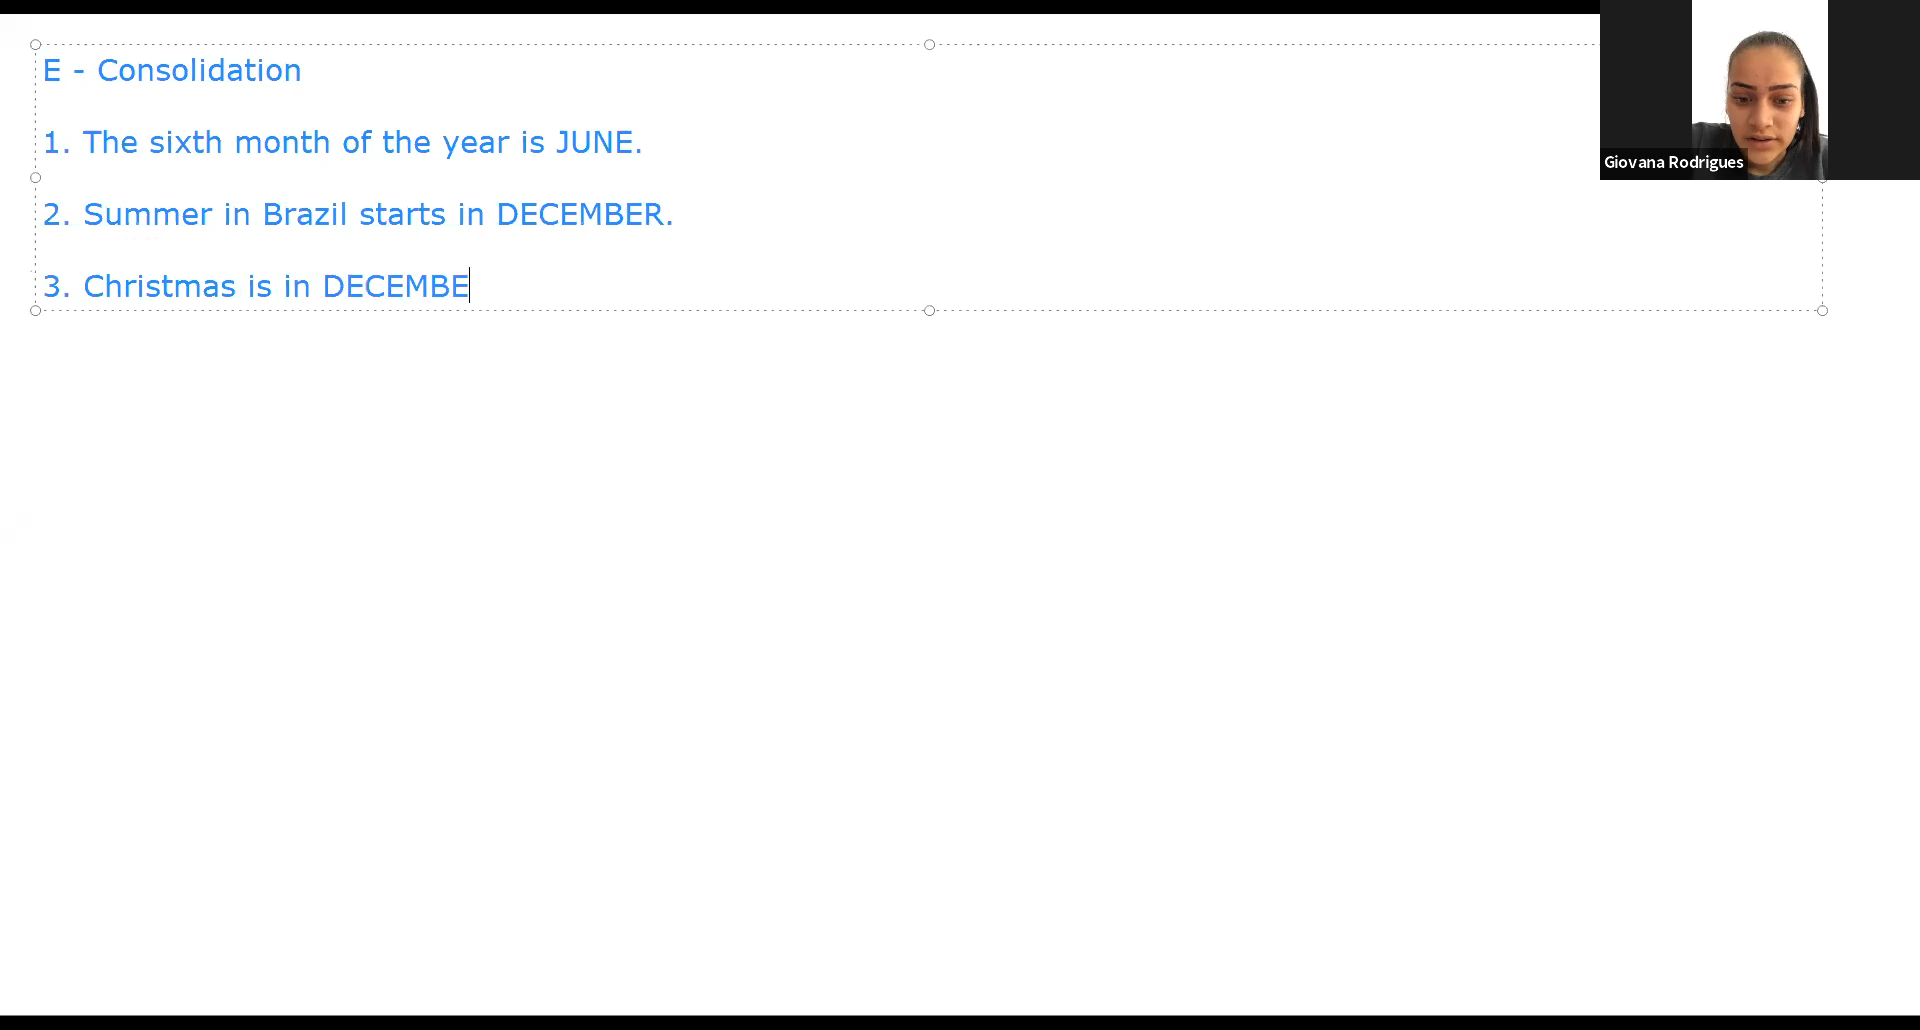 E - Consolidation
1. The sixth month of the year is JUNE.
2. Summer in Brazil starts in DECEMBER.
3. Christmas is in DECEMBE
Giovana Rodrigues